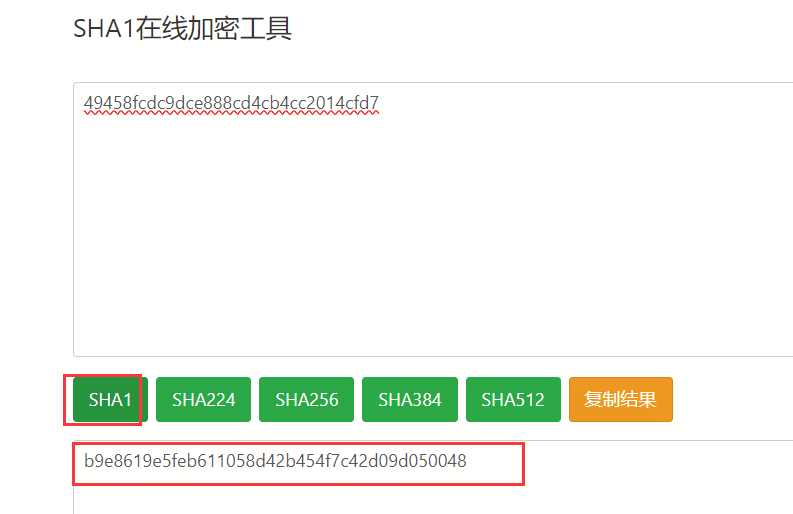 SHA1在线加密工具
49458fcdc9dce888cd4cb4cc2014cfd7
SHA1 SHA224 SHA256 SHA384 SHA512 复制结果
b9e8619e5feb611058d42b454f7c42d09d050048